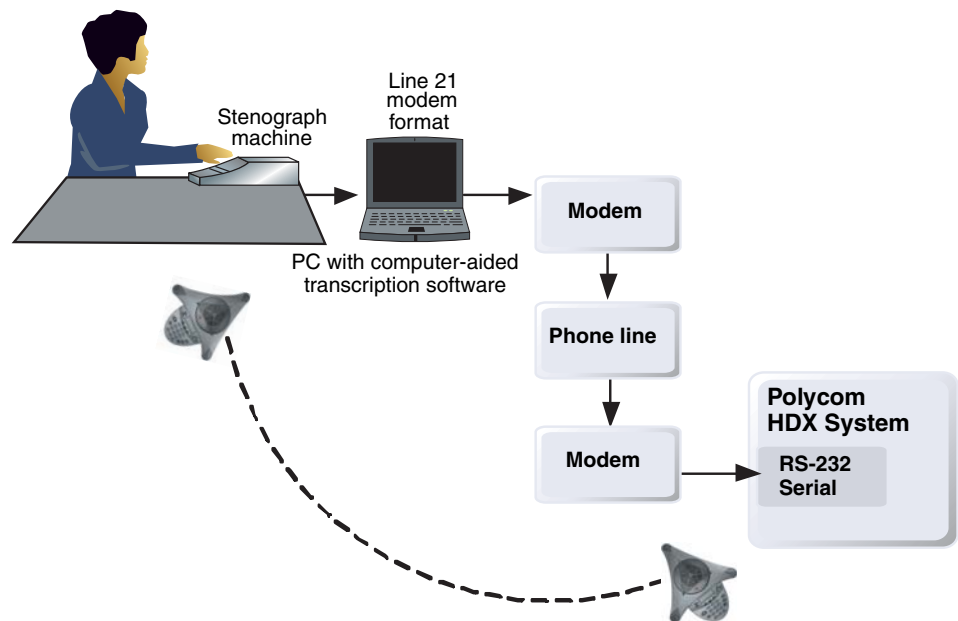 Stenograph
machine
Line 21
modem
format
PC with computer-aided
transcription software
Modem
Phone line
Modem
Polycom
HDX System
RS-232
Serial